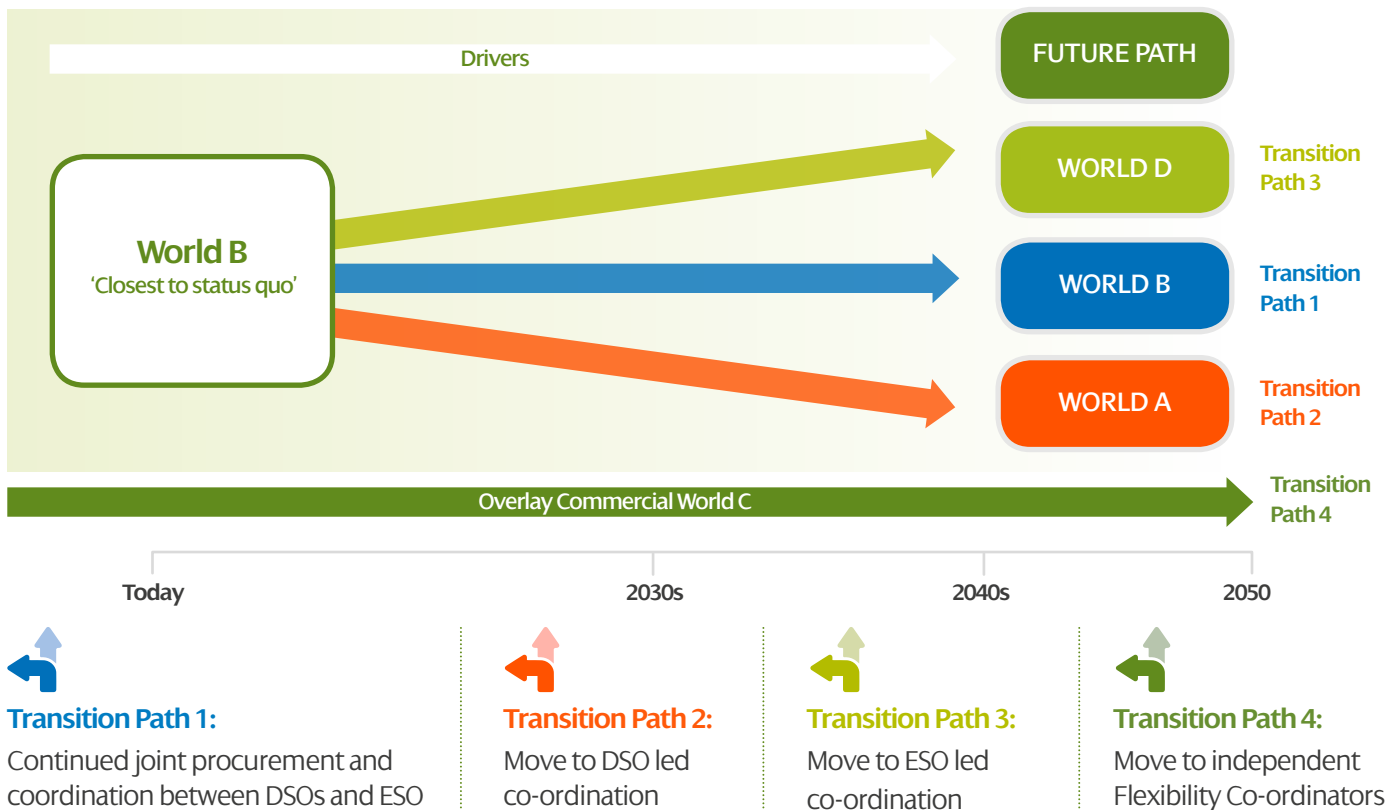 Drivers
FUTURE PATH
World B
‘Closest to status quo’
WORLD D
Transition
Path 3
WORLD B
Transition
Path 1
WORLD A
Transition
Path 2
Overlay Commercial World C
Transition
Path 4
Today
2030s
2040s
2050
Transition Path 1:
Continued joint procurement and
coordination between DSOs and ESO
Transition Path 2:
Move to DSO led
co-ordination
Transition Path 3:
Move to ESO led
co-ordination
Transition Path 4:
Move to independent
Flexibility Co-ordinators